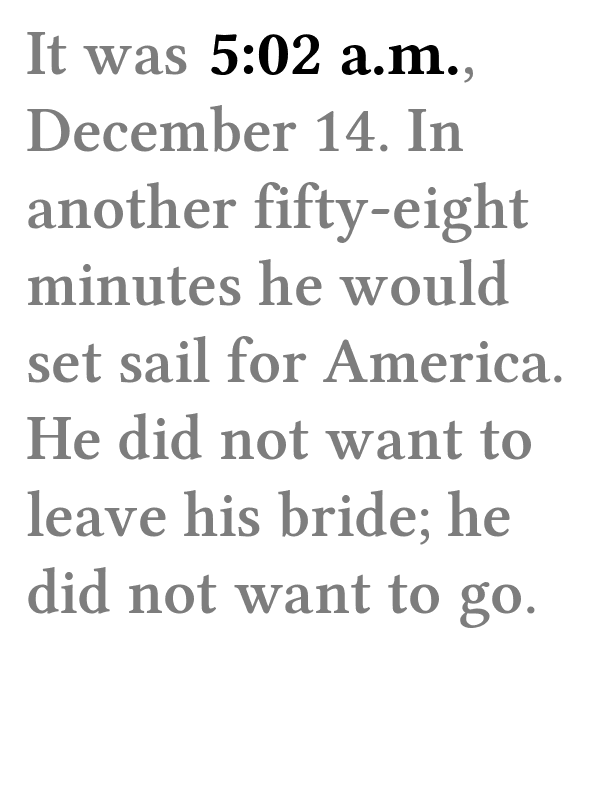 It was 5:02 a.m.,
December 14. In
another fifty-eight
minutes he would
set sail for America.
He did not want to
leave his bride; he
did not want to go.